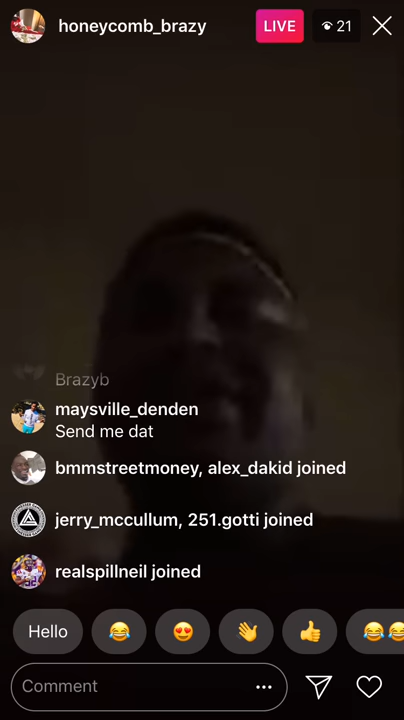 honeycomb_brazy
LIVE
21
Brazyb
maysville_denden
Send me dat
bmmstreetmoney, alex_dakid joined
jerry_mccullum, 251.gotti joined
realspillneil joined
Hello
Comment